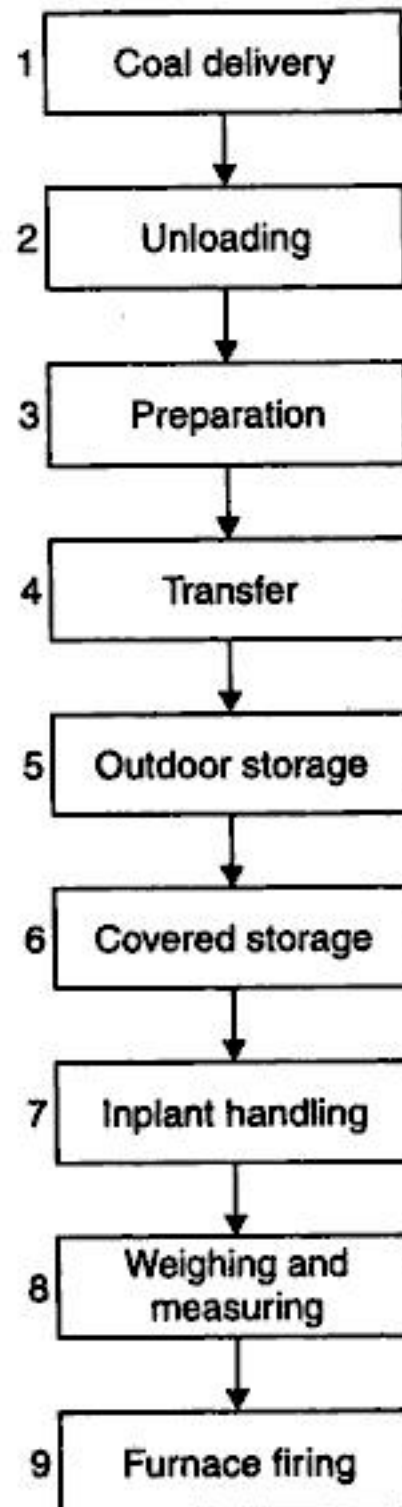 1 Coal delivery
2 Unloading
3 Preparation
4 Transfer
5 Outdoor storage
6 Covered storage
7 Inplant handling
8 Weighing and
measuring
9 Furnace firing